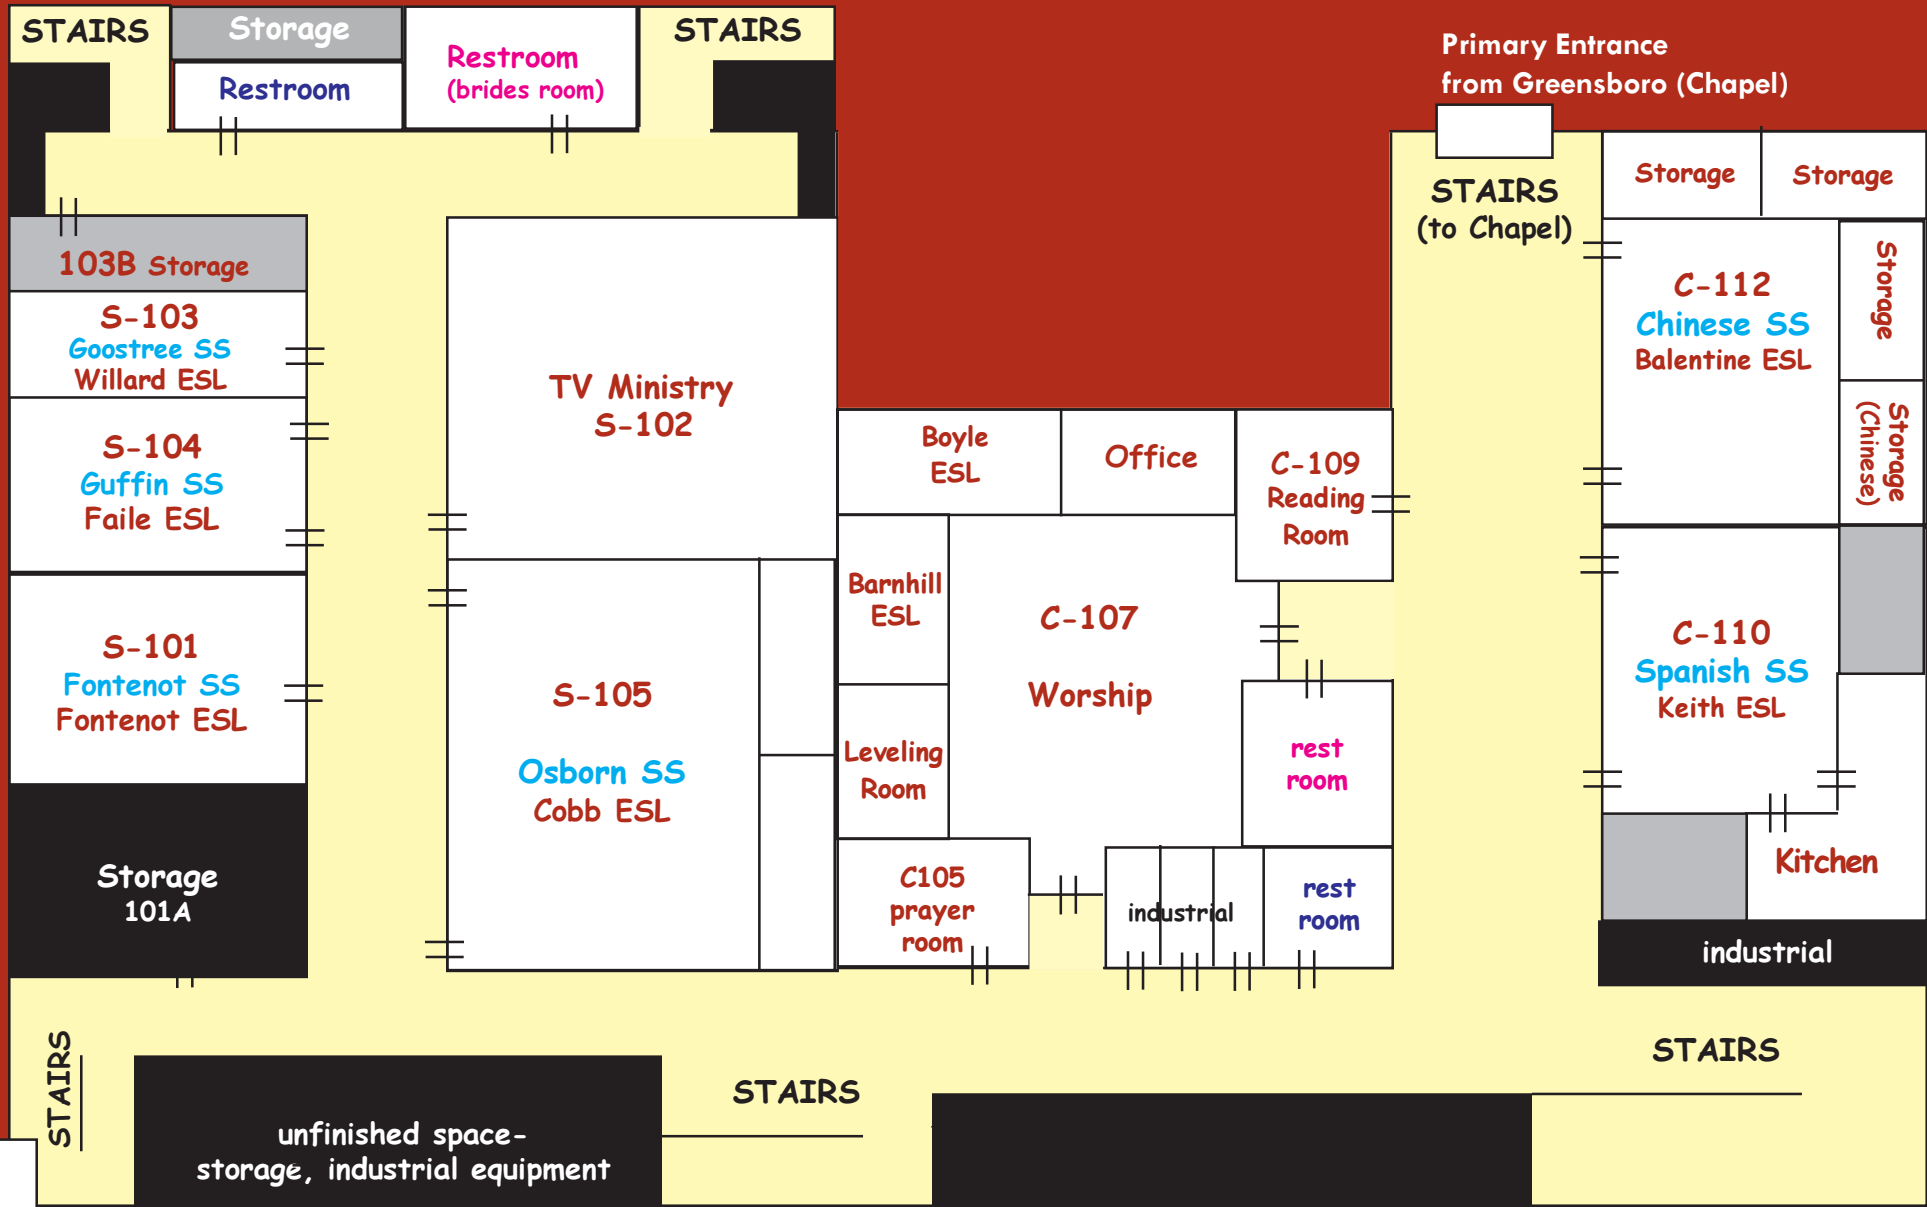 STAIRS
Storage
Restroom
Restroom
(brides room)
STAIRS
Primary Entrance
from Greensboro (Chapel)
STAIRS
(to Chapel)
Storage
Storage
103B Storage
S-103
Goostree SS
Willard ESL
S-104
Guffin SS
Faile ESL
S-101
Fontenot SS
Fontenot ESL
Storage
101A
TV Ministry
S-102
S-105
Osborn SS
Cobb ESL
Boyle
ESL
Office
C-109
Reading
Room
Barnhill
ESL
C-107
Worship
Leveling
Room
rest
room
C105
prayer
room
industrial
rest
room
C-112
Chinese SS
Balentine ESL
Storage
Storage
(Chinese)
C-110
Spanish SS
Keith ESL
Kitchen
industrial
STAIRS
STAIRS
STAIRS
unfinished space-
storage, industrial equipment